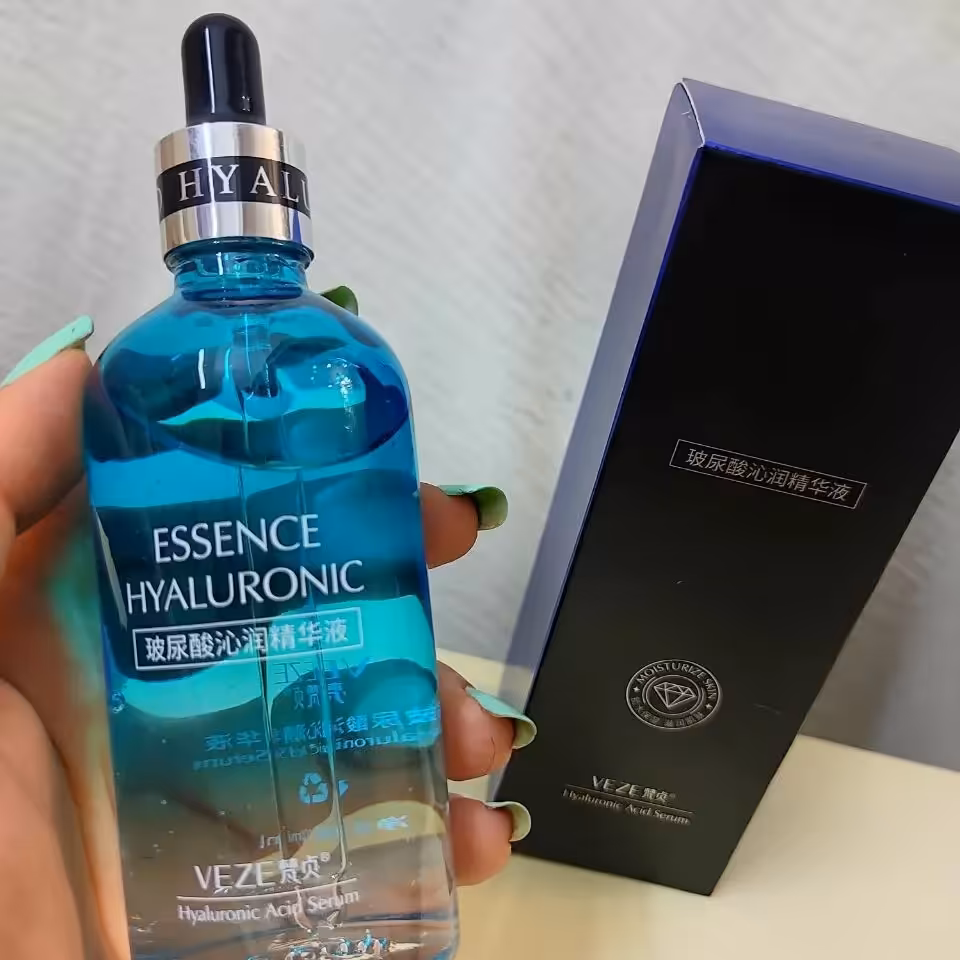 HYALU
ESSENCE
HYALURONIC
玻尿酸沁润精华液
VEZE梵贞®
Hyaluronic Acid Serum
玻尿酸沁润精华液
MOISTURIZE SKIN
VEZE梵贞®
Hyaluronic Acid Serum